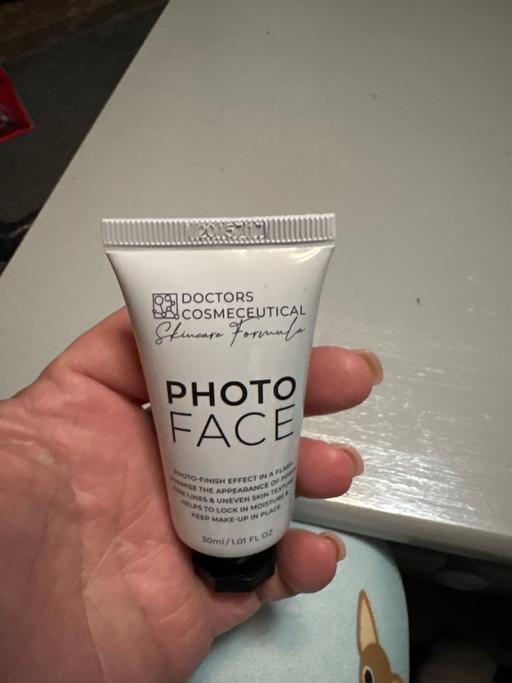 DOCTORS
COSMECEUTICAL
Skincare Formula
PHOTO
FACE
PHOTO-FINISH EFFECT IN A FLASH
THE APPEARANCE OF
LINES & UNEVEN SKIN TEXTURE
HELPS TO LOCK IN MOISTURE &
KEEP MAKE-UP IN PLACE
30ml/1.01 FL OZ